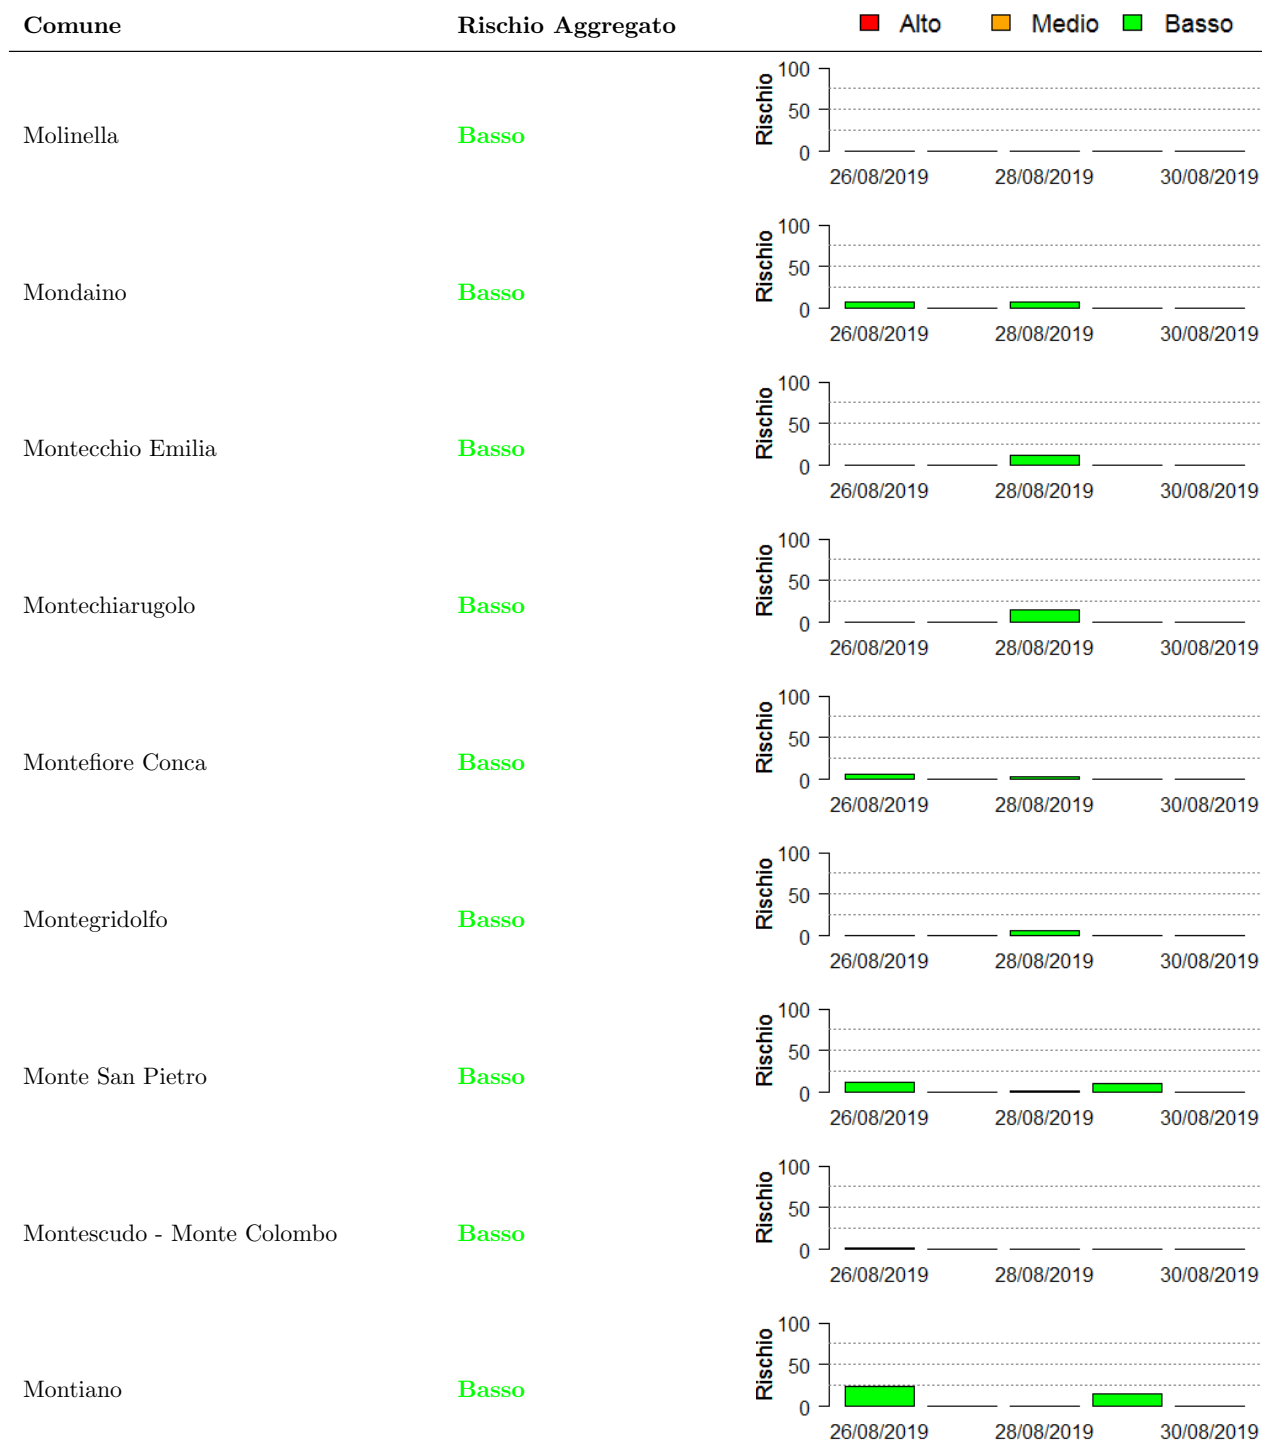 Comune Rischio Aggregato Alto Medio Basso
Molinella Basso
Rischio
100
50
0
26/08/2019 28/08/2019 30/08/2019
Mondaino Basso
Rischio
100
50
0
26/08/2019 28/08/2019 30/08/2019
Montecchio Emilia Basso
Rischio
100
50
0
26/08/2019 28/08/2019 30/08/2019
Montechiarugolo Basso
Rischio
100
50
0
26/08/2019 28/08/2019 30/08/2019
Montefiore Conca Basso
Rischio
100
50
0
26/08/2019 28/08/2019 30/08/2019
Montegridolfo Basso
Rischio
100
50
0
26/08/2019 28/08/2019 30/08/2019
Monte San Pietro Basso
Rischio
100
50
0
26/08/2019 28/08/2019 30/08/2019
Montescudo - Monte Colombo Basso
Rischio
100
50
0
26/08/2019 28/08/2019 30/08/2019
Montiano Basso
Rischio
100
50
0
26/08/2019 28/08/2019 30/08/2019